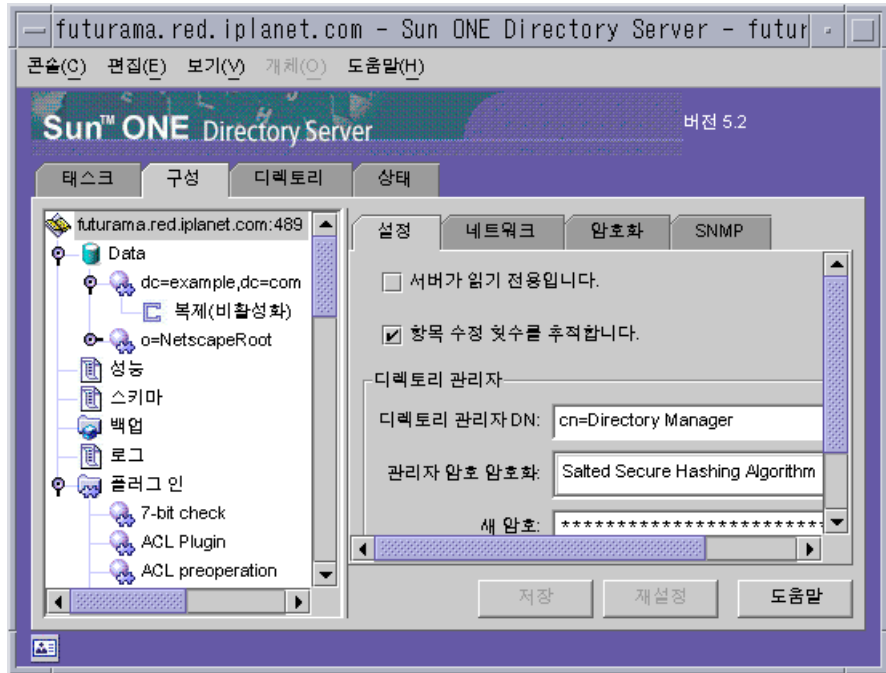 futurama.red.iplanet.com - Sun ONE Directory Server - futur
콘솔(C) 편집(E) 보기(V) 개체(O) 도움말(H)
Sun™ ONE Directory Server
버전 5.2
태스크 구성 디렉토리 상태
futurama.red.iplanet.com:489
Data
dc=example,dc=com
복제(비활성화)
o=NetscapeRoot
성능
스키마
백업
로그
플러그 인
7-bit check
ACL Plugin
ACL preoperation
설정 네트워크 암호화 SNMP
서버가 읽기 전용입니다.
항목 수정 횟수를 추적합니다.
디렉토리 관리자
디렉토리 관리자 DN: cn=Directory Manager
관리자 암호 암호화: Salted Secure Hashing Algorithm
새 암호: ************************
저장 재설정 도움말